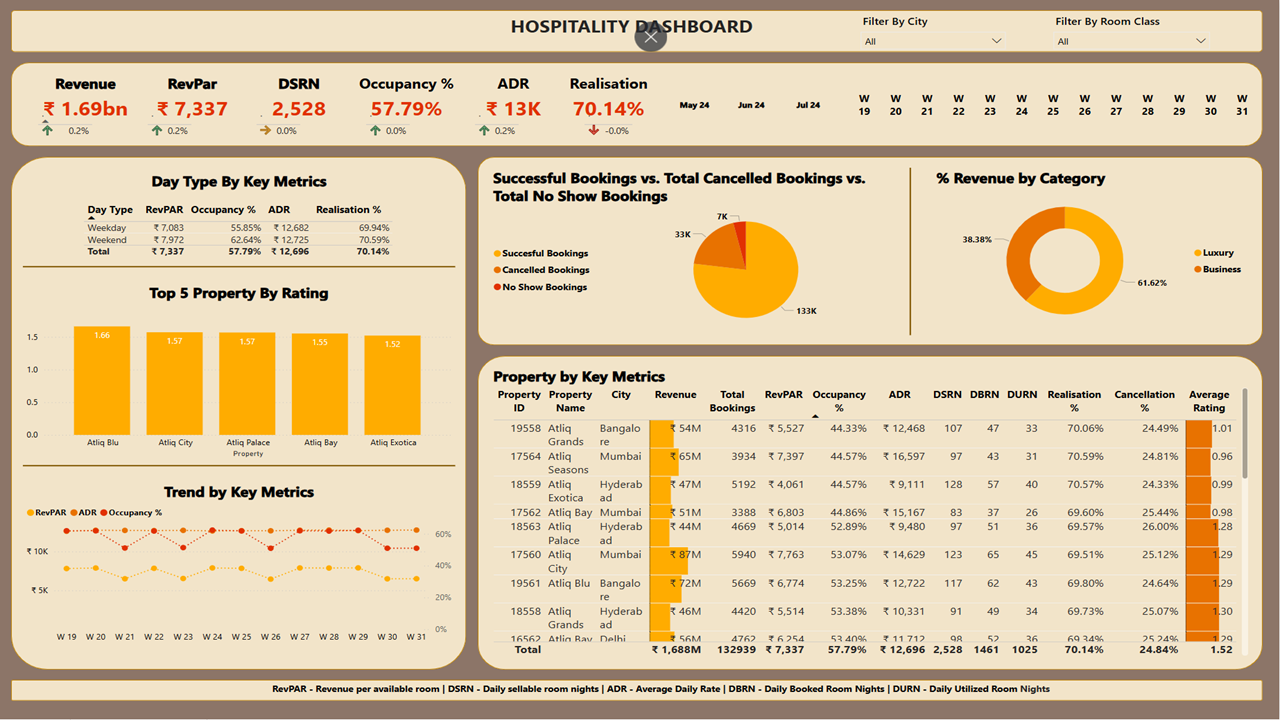 HOSPITALITY DASHBOARD
Filter By City
All
Filter By Room Class
All
Revenue RevPar DSRN Occupancy % ADR Realisation
₹ 1.69bn ₹ 7,337 2,528 57.79% ₹ 13K 70.14%
0.2% 0.2% 0.0% 0.0% 0.2% -0.0%
May 24 Jun 24 Jul 24
W 19 W 20 W 21 W 22 W 23 W 24 W 25 W 26 W 27 W 28 W 29 W 30 W 31
Day Type By Key Metrics
Day Type RevPAR Occupancy % ADR Realisation %
Weekday ₹ 7,083 55.85% ₹ 12,682 69.94%
Weekend ₹ 7,972 62.64% ₹ 12,725 70.59%
Total ₹ 7,337 57.79% ₹ 12,696 70.14%
Top 5 Property By Rating
1.5
1.0
0.5
0.0
1.66 1.57 1.57 1.55 1.52
Atliq Blu Atliq City Atliq Palace Atliq Bay Atliq Exotica
Property
Trend by Key Metrics
RevPAR ADR Occupancy %
₹ 10K
₹ 5K
60%
40%
20%
0%
W 19 W 20 W 21 W 22 W 23 W 24 W 25 W 26 W 27 W 28 W 29 W 30 W 31
Successful Bookings vs. Total Cancelled Bookings vs.
Total No Show Bookings
Succesful Bookings
Cancelled Bookings
No Show Bookings
7K
33K
133K
% Revenue by Category
38.38%
61.62%
Luxury
Business
Property by Key Metrics
Property Property City Revenue Total RevPAR Occupancy ADR DSRN DBRN DURN Realisation Cancellation Average
ID Name Bookings % % % Rating
19558 Atliq Bangalo ₹ 54M 4316 ₹ 5,527 44.33% ₹ 12,468 107 47 33 70.06% 24.49% 1.01
Grands re
17564 Atliq Mumbai ₹ 65M 3934 ₹ 7,397 44.57% ₹ 16,597 97 43 31 70.59% 24.81% 0.96
Seasons
18559 Atliq Hyderab ₹ 47M 5192 ₹ 4,061 44.57% ₹ 9,111 128 57 40 70.57% 24.33% 0.99
Exotica ad
17562 Atliq Bay Mumbai ₹ 51M 3388 ₹ 6,803 44.86% ₹ 15,167 83 37 26 69.60% 25.44% 0.98
18563 Atliq Hyderab ₹ 44M 4669 ₹ 5,014 52.89% ₹ 9,480 97 51 36 69.57% 26.00% 1.28
Palace ad
17560 Atliq Mumbai ₹ 87M 5940 ₹ 7,763 53.07% ₹ 14,629 123 65 45 69.51% 25.12% 1.29
City
19561 Atliq Blu Bangalo ₹ 72M 5669 ₹ 6,774 53.25% ₹ 12,722 117 62 43 69.80% 24.64% 1.29
re
18558 Atliq Hyderab ₹ 46M 4420 ₹ 5,514 53.38% ₹ 10,331 91 49 34 69.73% 25.07% 1.30
Grands ad
16562 Atliq Bay Delhi ₹ 56M 4762 ₹ 6,254 53.40% ₹ 11,712 98 52 36 69.34% 25.24% 1.29
Total ₹ 1,688M 132939 ₹ 7,337 57.79% ₹ 12,696 2,528 1461 1025 70.14% 24.84% 1.52
RevPAR - Revenue per available room | DSRN - Daily sellable room nights | ADR - Average Daily Rate | DBRN - Daily Booked Room Nights | DURN - Daily Utilized Room Nights